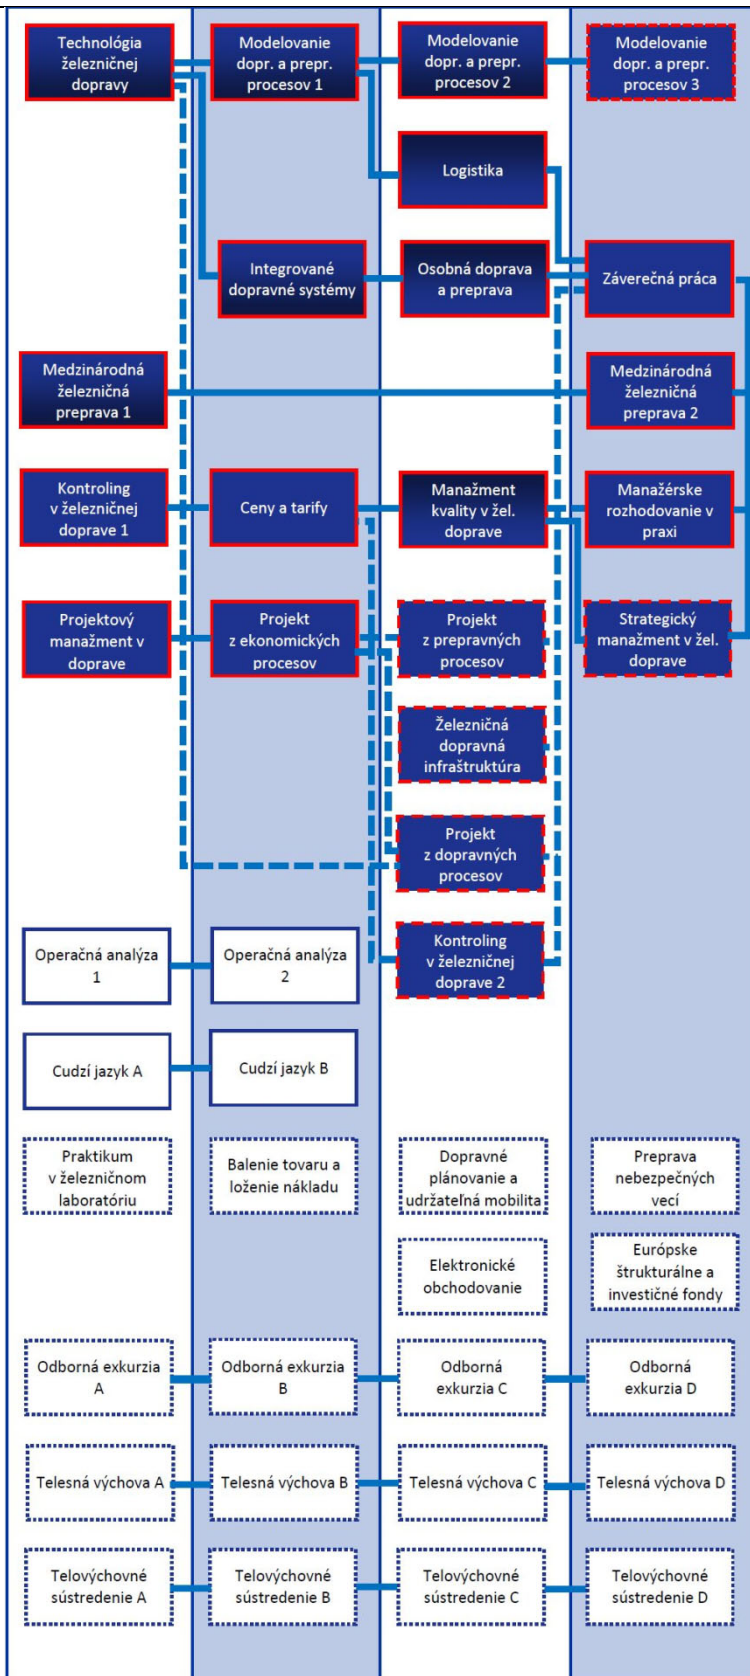 Technológia
železničnej
dopravy
Modelovanie
dopr. a prepr.
procesov 1
Modelovanie
dopr. a prepr.
procesov 2
Modelovanie
dopr. a prepr.
procesov 3
Logistika
Integrované
dopravné systémy
Osobná doprava
a preprava
Záverečná práca
Medzinárodná
železničná
preprava 1
Medzinárodná
železničná
preprava 2
Kontroling
v železničnej
doprave 1
Ceny a tarify
Manažment
kvality v žel.
doprave
Manažérske
rozhodovanie v
praxi
Projektový
manažment v
doprave
Projekt
z ekonomických
procesov
Projekt
z prepravných
procesov
Strategický
manažment v žel.
doprave
Železničná
dopravná
infraštruktúra
Projekt
z dopravných
procesov
Operačná analýza
1
Operačná analýza
2
Kontroling
v železničnej
doprave 2
Cudzí jazyk A
Cudzí jazyk B
Praktikum
v železničnom
laboratóriu
Balenie tovaru a
loženie nákladu
Dopravné
plánovanie a
udržateľná mobilita
Preprava
nebezpečných
vecí
Elektronické
obchodovanie
Európske
štrukturálne a
investičné fondy
Odborná exkurzia
A
Odborná exkurzia
B
Odborná
exkurzia C
Odborná
exkurzia D
Telesná výchova A
Telesná výchova B
Telesná výchova C
Telesná výchova D
Telovýchovné
sústredenie A
Telovýchovné
sústredenie B
Telovýchovné
sústredenie C
Telovýchovné
sústredenie D